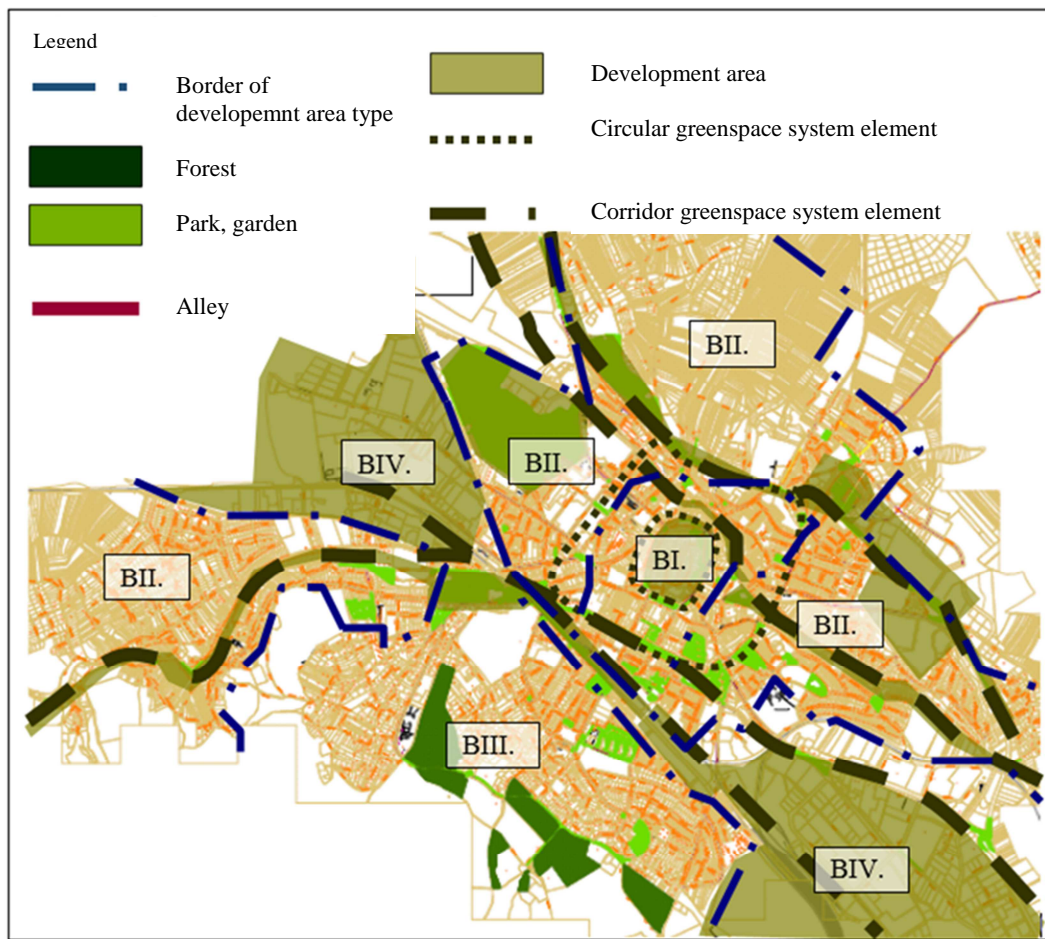 Legend
Border of
developemnt area type
Forest
Park, garden
Alley
Development area
Circular greenspace system element
Corridor greenspace system element
BII.
BIV.
BII.
BI.
BII.
BII.
BIII.
BIV.